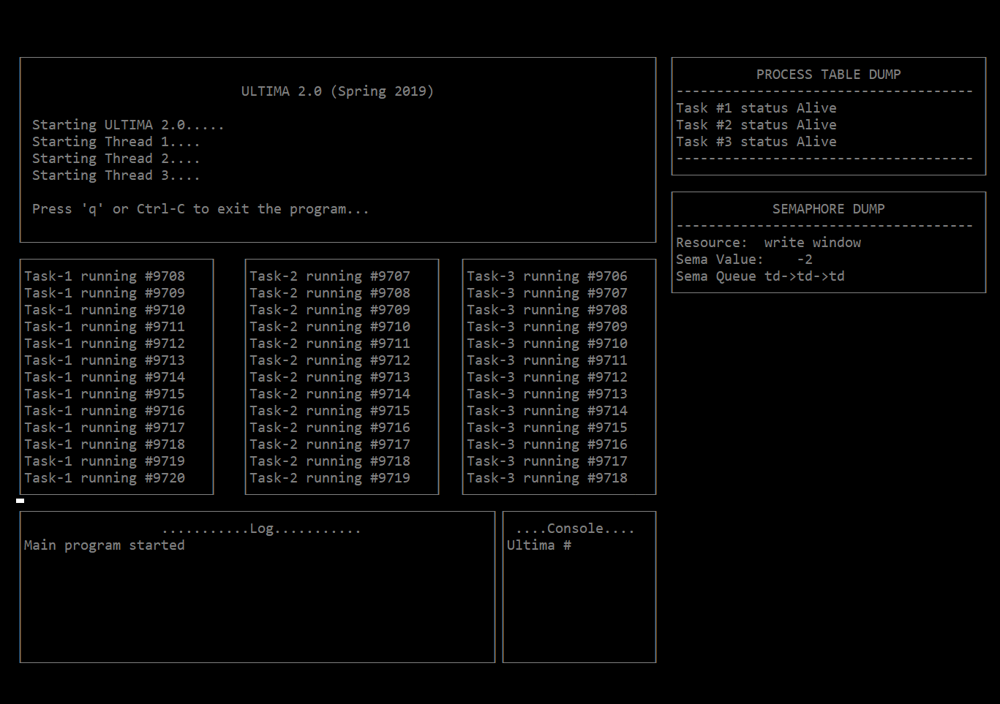 ULTIMA 2.0 (Spring 2019)
Starting ULTIMA 2.0.....
Starting Thread 1....
Starting Thread 2....
Starting Thread 3....
Press 'q' or Ctrl-C to exit the program...
PROCESS TABLE DUMP
-------------------------------------
Task #1 status Alive
Task #2 status Alive
Task #3 status Alive
-------------------------------------
SEMAPHORE DUMP
-------------------------------------
Resource:  write window
Sema Value:    -2
Sema Queue td->td->td
Task-1 running #9708
Task-1 running #9709
Task-1 running #9710
Task-1 running #9711
Task-1 running #9712
Task-1 running #9713
Task-1 running #9714
Task-1 running #9715
Task-1 running #9716
Task-1 running #9717
Task-1 running #9718
Task-1 running #9719
Task-1 running #9720
Task-2 running #9707
Task-2 running #9708
Task-2 running #9709
Task-2 running #9710
Task-2 running #9711
Task-2 running #9712
Task-2 running #9713
Task-2 running #9714
Task-2 running #9715
Task-2 running #9716
Task-2 running #9717
Task-2 running #9718
Task-2 running #9719
Task-3 running #9706
Task-3 running #9707
Task-3 running #9708
Task-3 running #9709
Task-3 running #9710
Task-3 running #9711
Task-3 running #9712
Task-3 running #9713
Task-3 running #9714
Task-3 running #9715
Task-3 running #9716
Task-3 running #9717
Task-3 running #9718
...........Log...........
Main program started
....Console....
Ultima #